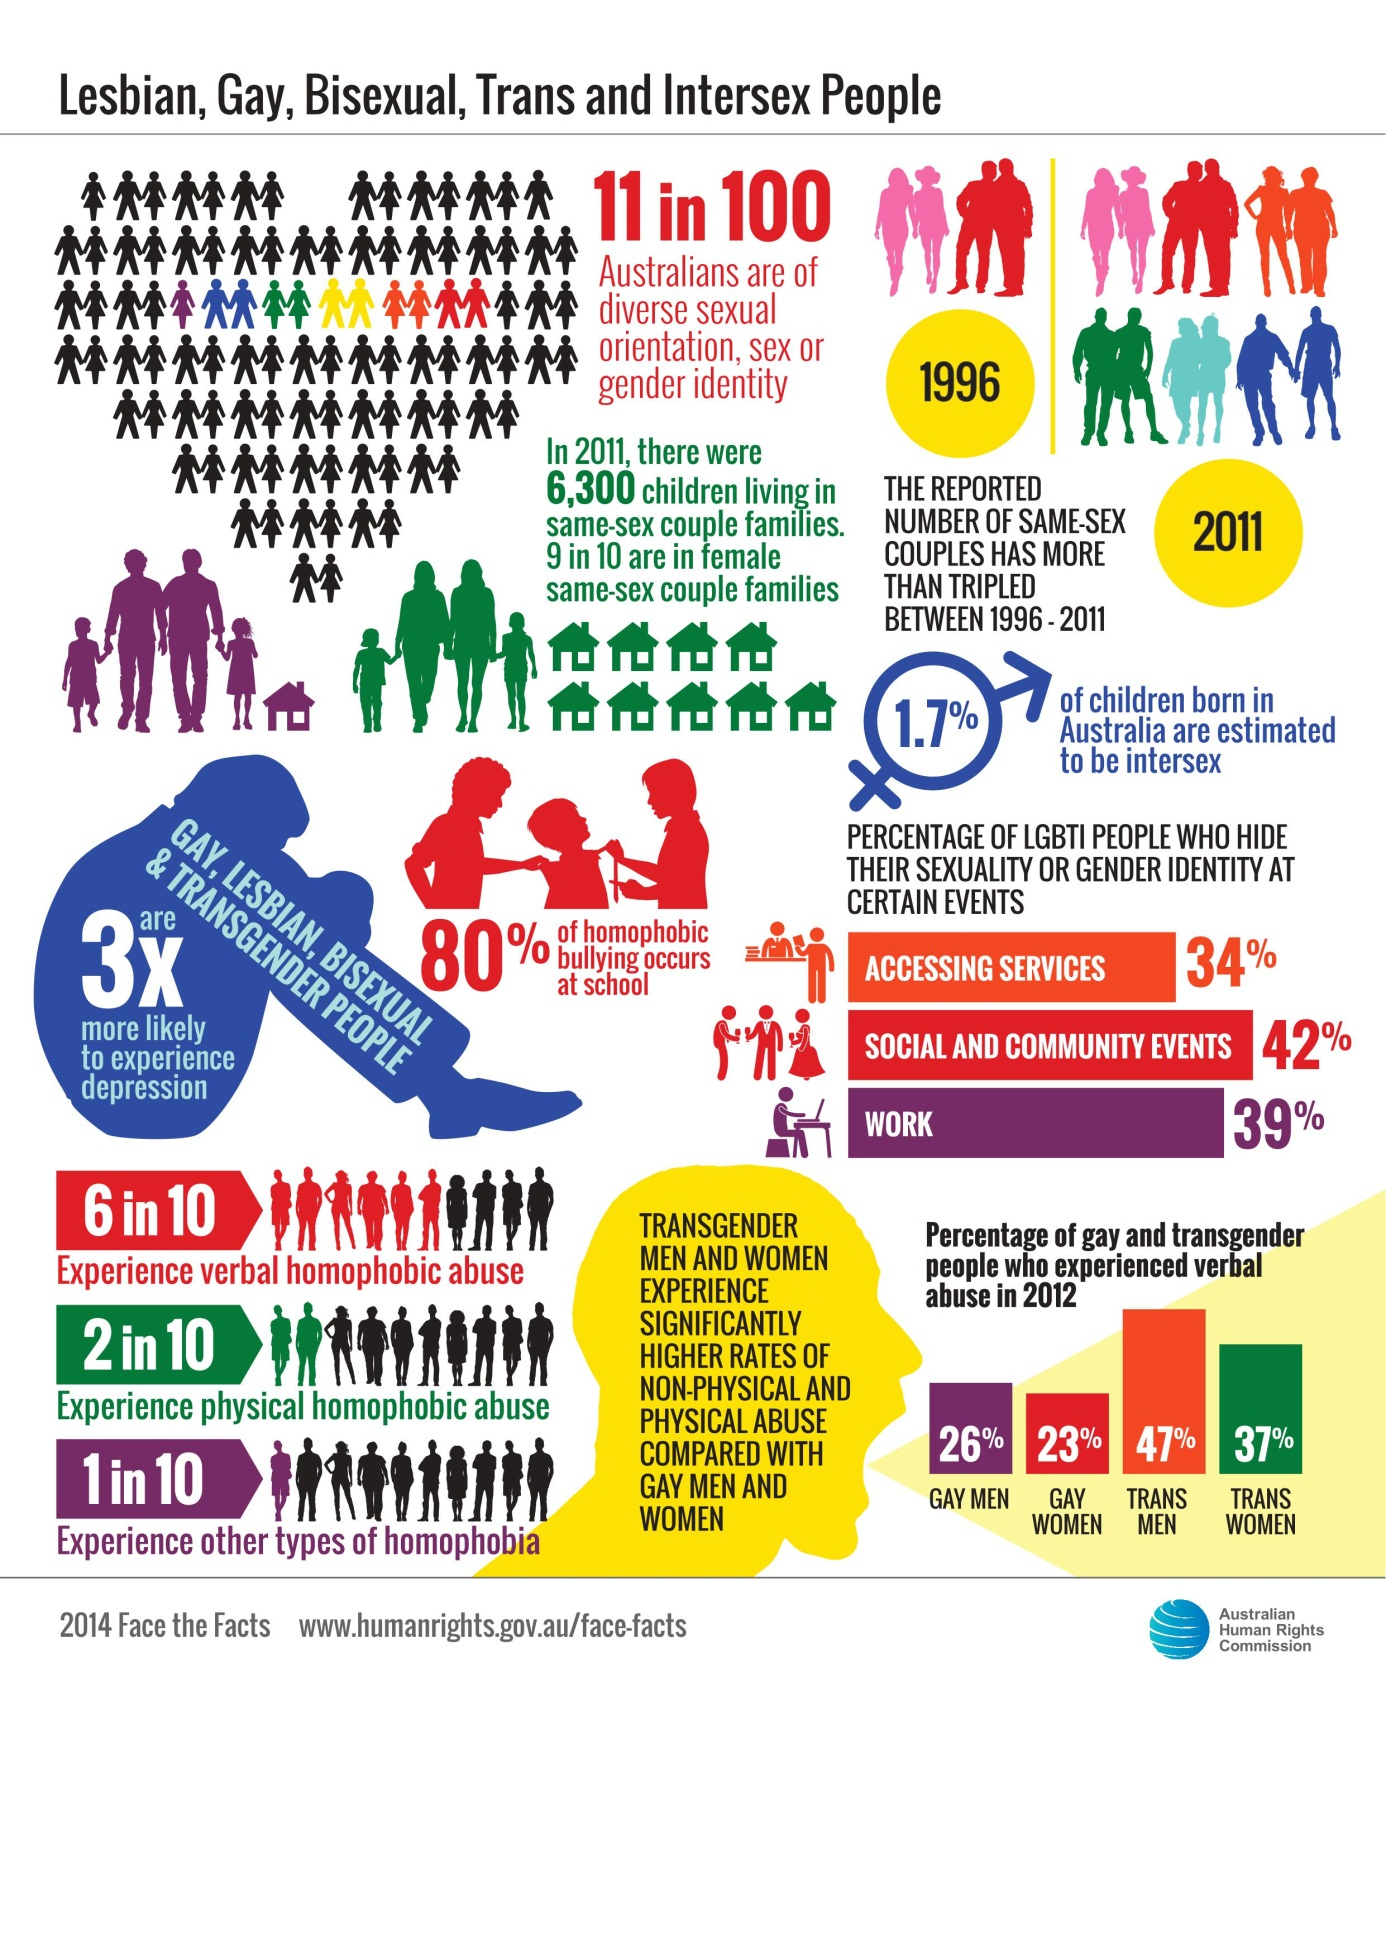 Lesbian, Gay, Bisexual, Trans and Intersex People
11 in 100
Australians are of
diverse sexual
orientation, sex or
gender identity
In 2011, there were
6,300 children living in
same-sex couple families.
9 in 10 are in female
same-sex couple families
1996
2011
THE REPORTED
NUMBER OF SAME-SEX
COUPLES HAS MORE
THAN TRIPLED
BETWEEN 1996 - 2011
1.7%
of children born in
Australia are estimated
to be intersex
GAY, LESBIAN, BISEXUAL
& TRANSGENDER PEOPLE
are
3x
more likely
to experience
depression
80%
of homophobic
bullying occurs
at school
PERCENTAGE OF LGBTI PEOPLE WHO HIDE
THEIR SEXUALITY OR GENDER IDENTITY AT
CERTAIN EVENTS
ACCESSING SERVICES 34%
SOCIAL AND COMMUNITY EVENTS 42%
WORK 39%
6 in 10
Experience verbal homophobic abuse
2 in 10
Experience physical homophobic abuse
1 in 10
Experience other types of homophobia
TRANSGENDER
MEN AND WOMEN
EXPERIENCE
SIGNIFICANTLY
HIGHER RATES OF
NON-PHYSICAL AND
PHYSICAL ABUSE
COMPARED WITH
GAY MEN AND
WOMEN
Percentage of gay and transgender
people who experienced verbal
abuse in 2012
26% 23% 47% 37%
GAY MEN GAY TRANS TRANS
WOMEN MEN WOMEN
2014 Face the Facts www.humanrights.gov.au/face-facts
Australian
Human Rights
Commission